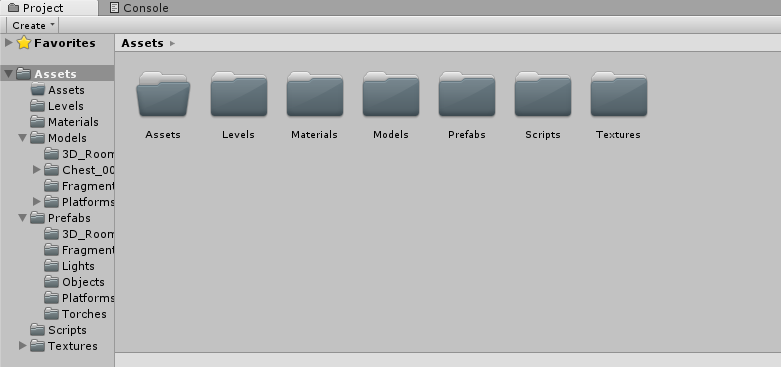 Project
Console
Create
Favorites
Assets
Assets
Levels
Materials
Models
3D_Room
Chest_00
Fragment
Platforms
Prefabs
3D_Room
Fragment
Lights
Objects
Platforms
Torches
Scripts
Textures
Assets
Assets
Levels
Materials
Models
Prefabs
Scripts
Textures